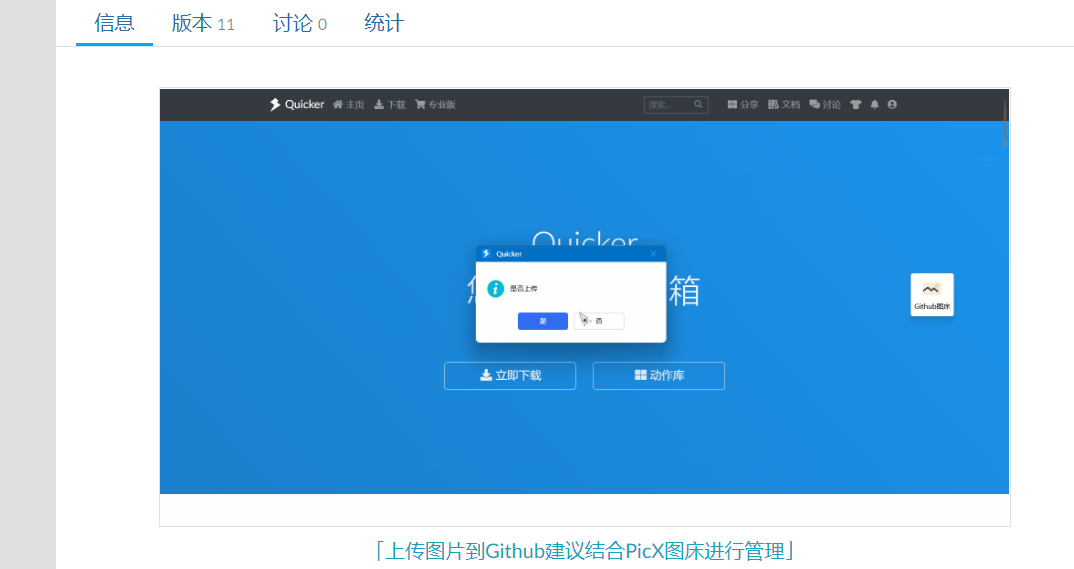 信息 版本 11 讨论 0 统计
Quicker 主页 下载 专业版 搜索... 分享 文档 讨论
Quicker
Quicker
箱
是否上传
Github图床
是 否
立即下载 动作库
「上传图片到Github建议结合PicX图床进行管理」